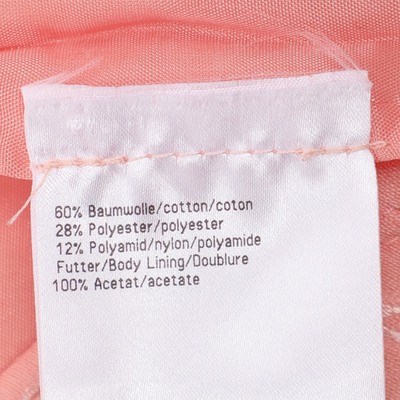 60% Baumwolle/cotton/coton
28% Polyester/polyester
12% Polyamid/nylon/polyamide
Futter/Body Lining/Doublure
100% Acetat/acetate